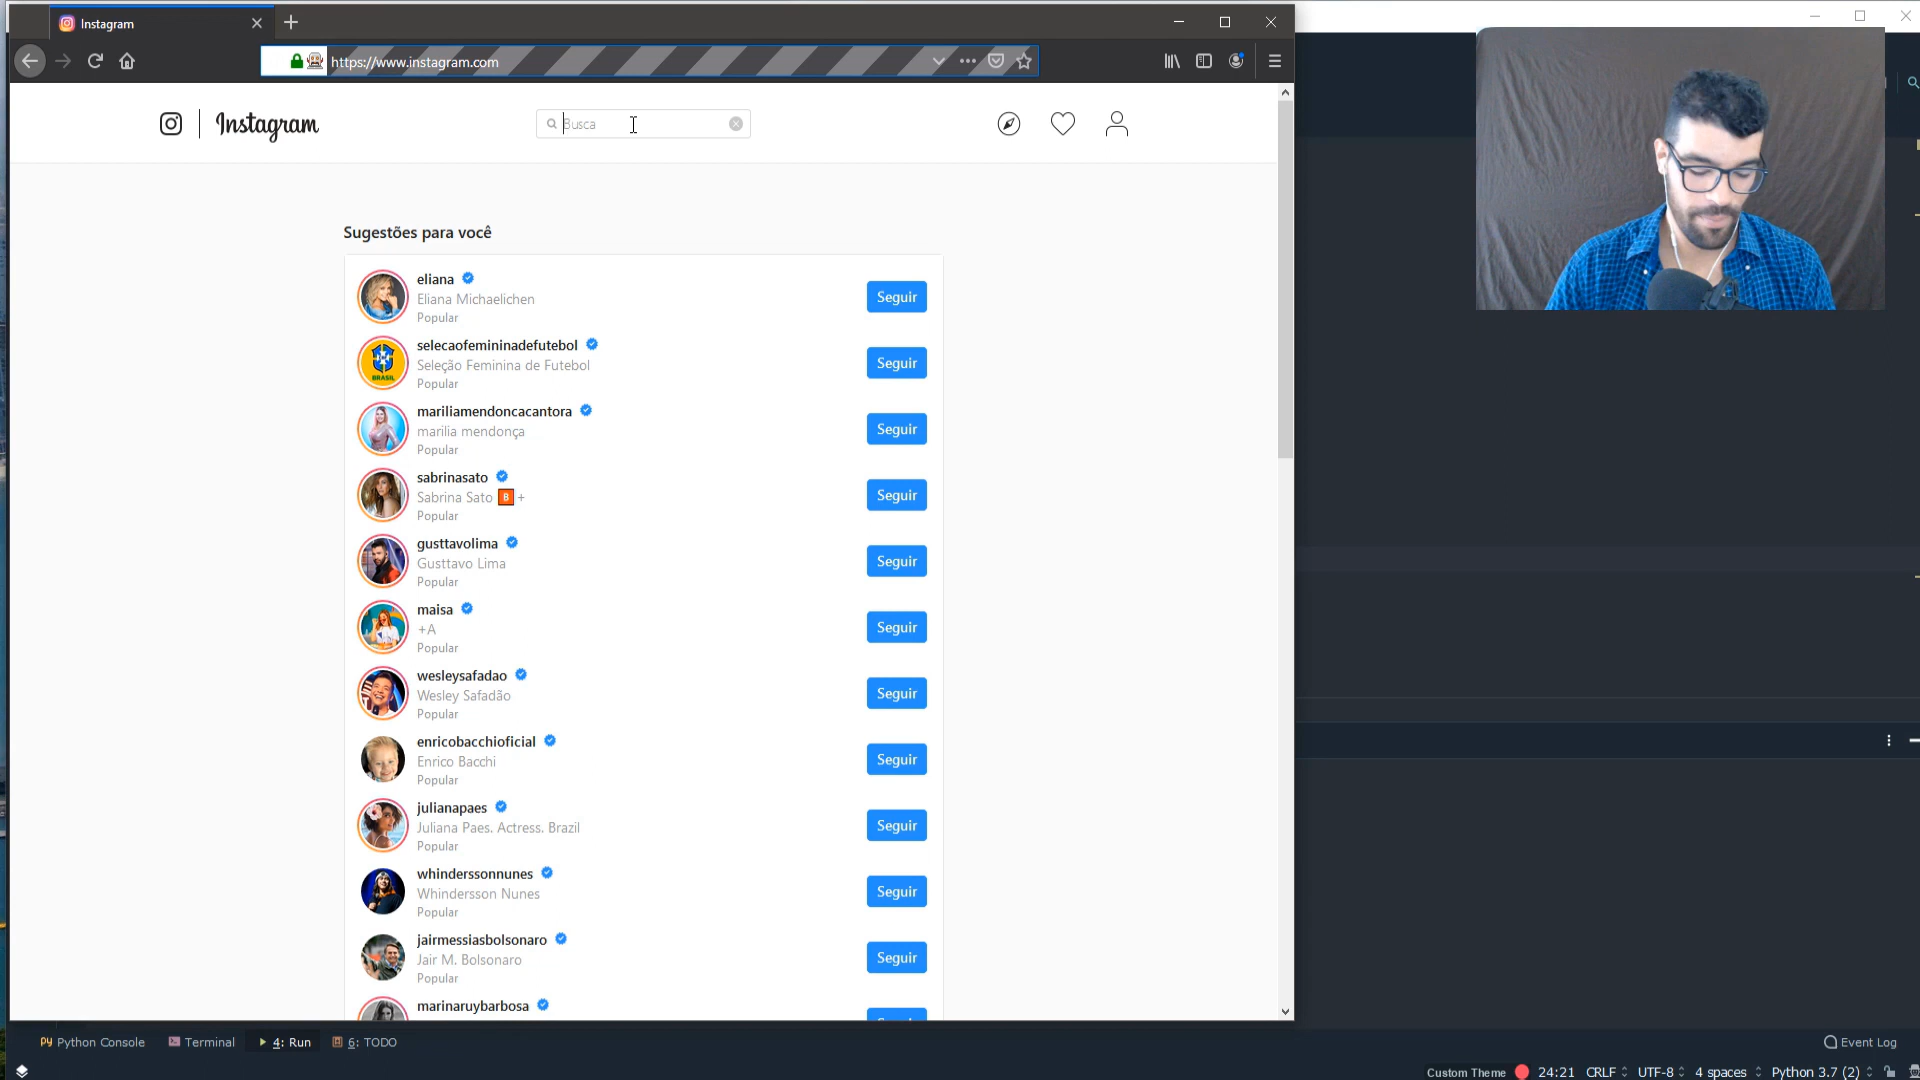 Instagram
https://www.instagram.com
Instagram
Busca
Sugestões para você
eliana
Eliana Michaelichen
Popular
Seguir
selecaofemininadefutebol
Seleção Feminina de Futebol
Popular
Seguir
BRASIL
mariliamendoncacantora
marilia mendonça
Popular
Seguir
sabrinasato
Sabrina Sato B +
Popular
Seguir
gusttavolima
Gusttavo Lima
Popular
Seguir
maisa
+A
Popular
Seguir
wesleysafadao
Wesley Safadão
Popular
Seguir
enricobacchioficial
Enrico Bacchi
Popular
Seguir
julianapaes
Juliana Paes. Actress. Brazil
Popular
Seguir
whinderssonnunes
Whindersson Nunes
Popular
Seguir
jairmessiasbolsonaro
Jair M. Bolsonaro
Popular
Seguir
marinaruybarbosa
Python Console Terminal 4: Run 6: TODO Event Log
Custom Theme 24:21 CRLF UTF-8 4 spaces Python 3.7 (2)